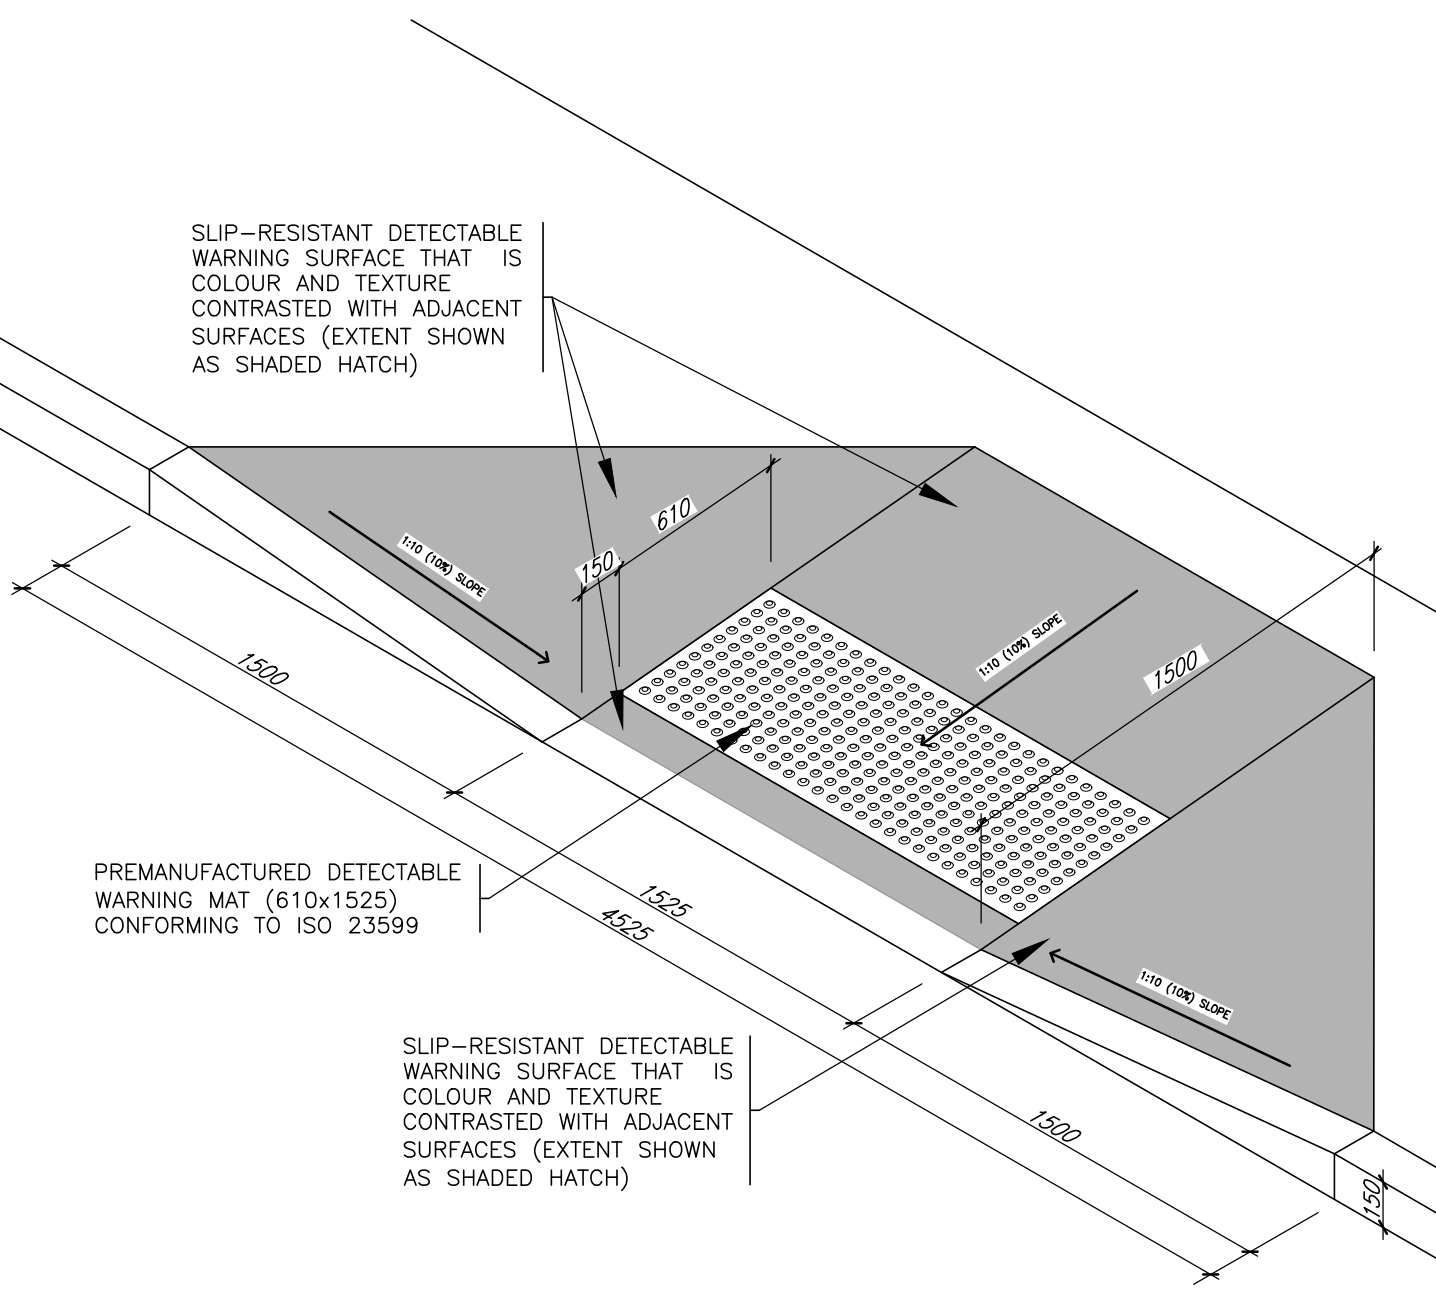 SLIP-RESISTANT DETECTABLE
WARNING SURFACE THAT IS
COLOUR AND TEXTURE
CONTRASTED WITH ADJACENT
SURFACES (EXTENT SHOWN
AS SHADED HATCH)
610
150
1:10 (10%) SLOPE
1:10 (10%) SLOPE
1500
1500
PREMANUFACTURED DETECTABLE
WARNING MAT (610x1525)
CONFORMING TO ISO 23599
1525
4525
1:10 (10%) SLOPE
SLIP-RESISTANT DETECTABLE
WARNING SURFACE THAT IS
COLOUR AND TEXTURE
CONTRASTED WITH ADJACENT
SURFACES (EXTENT SHOWN
AS SHADED HATCH)
1500
150